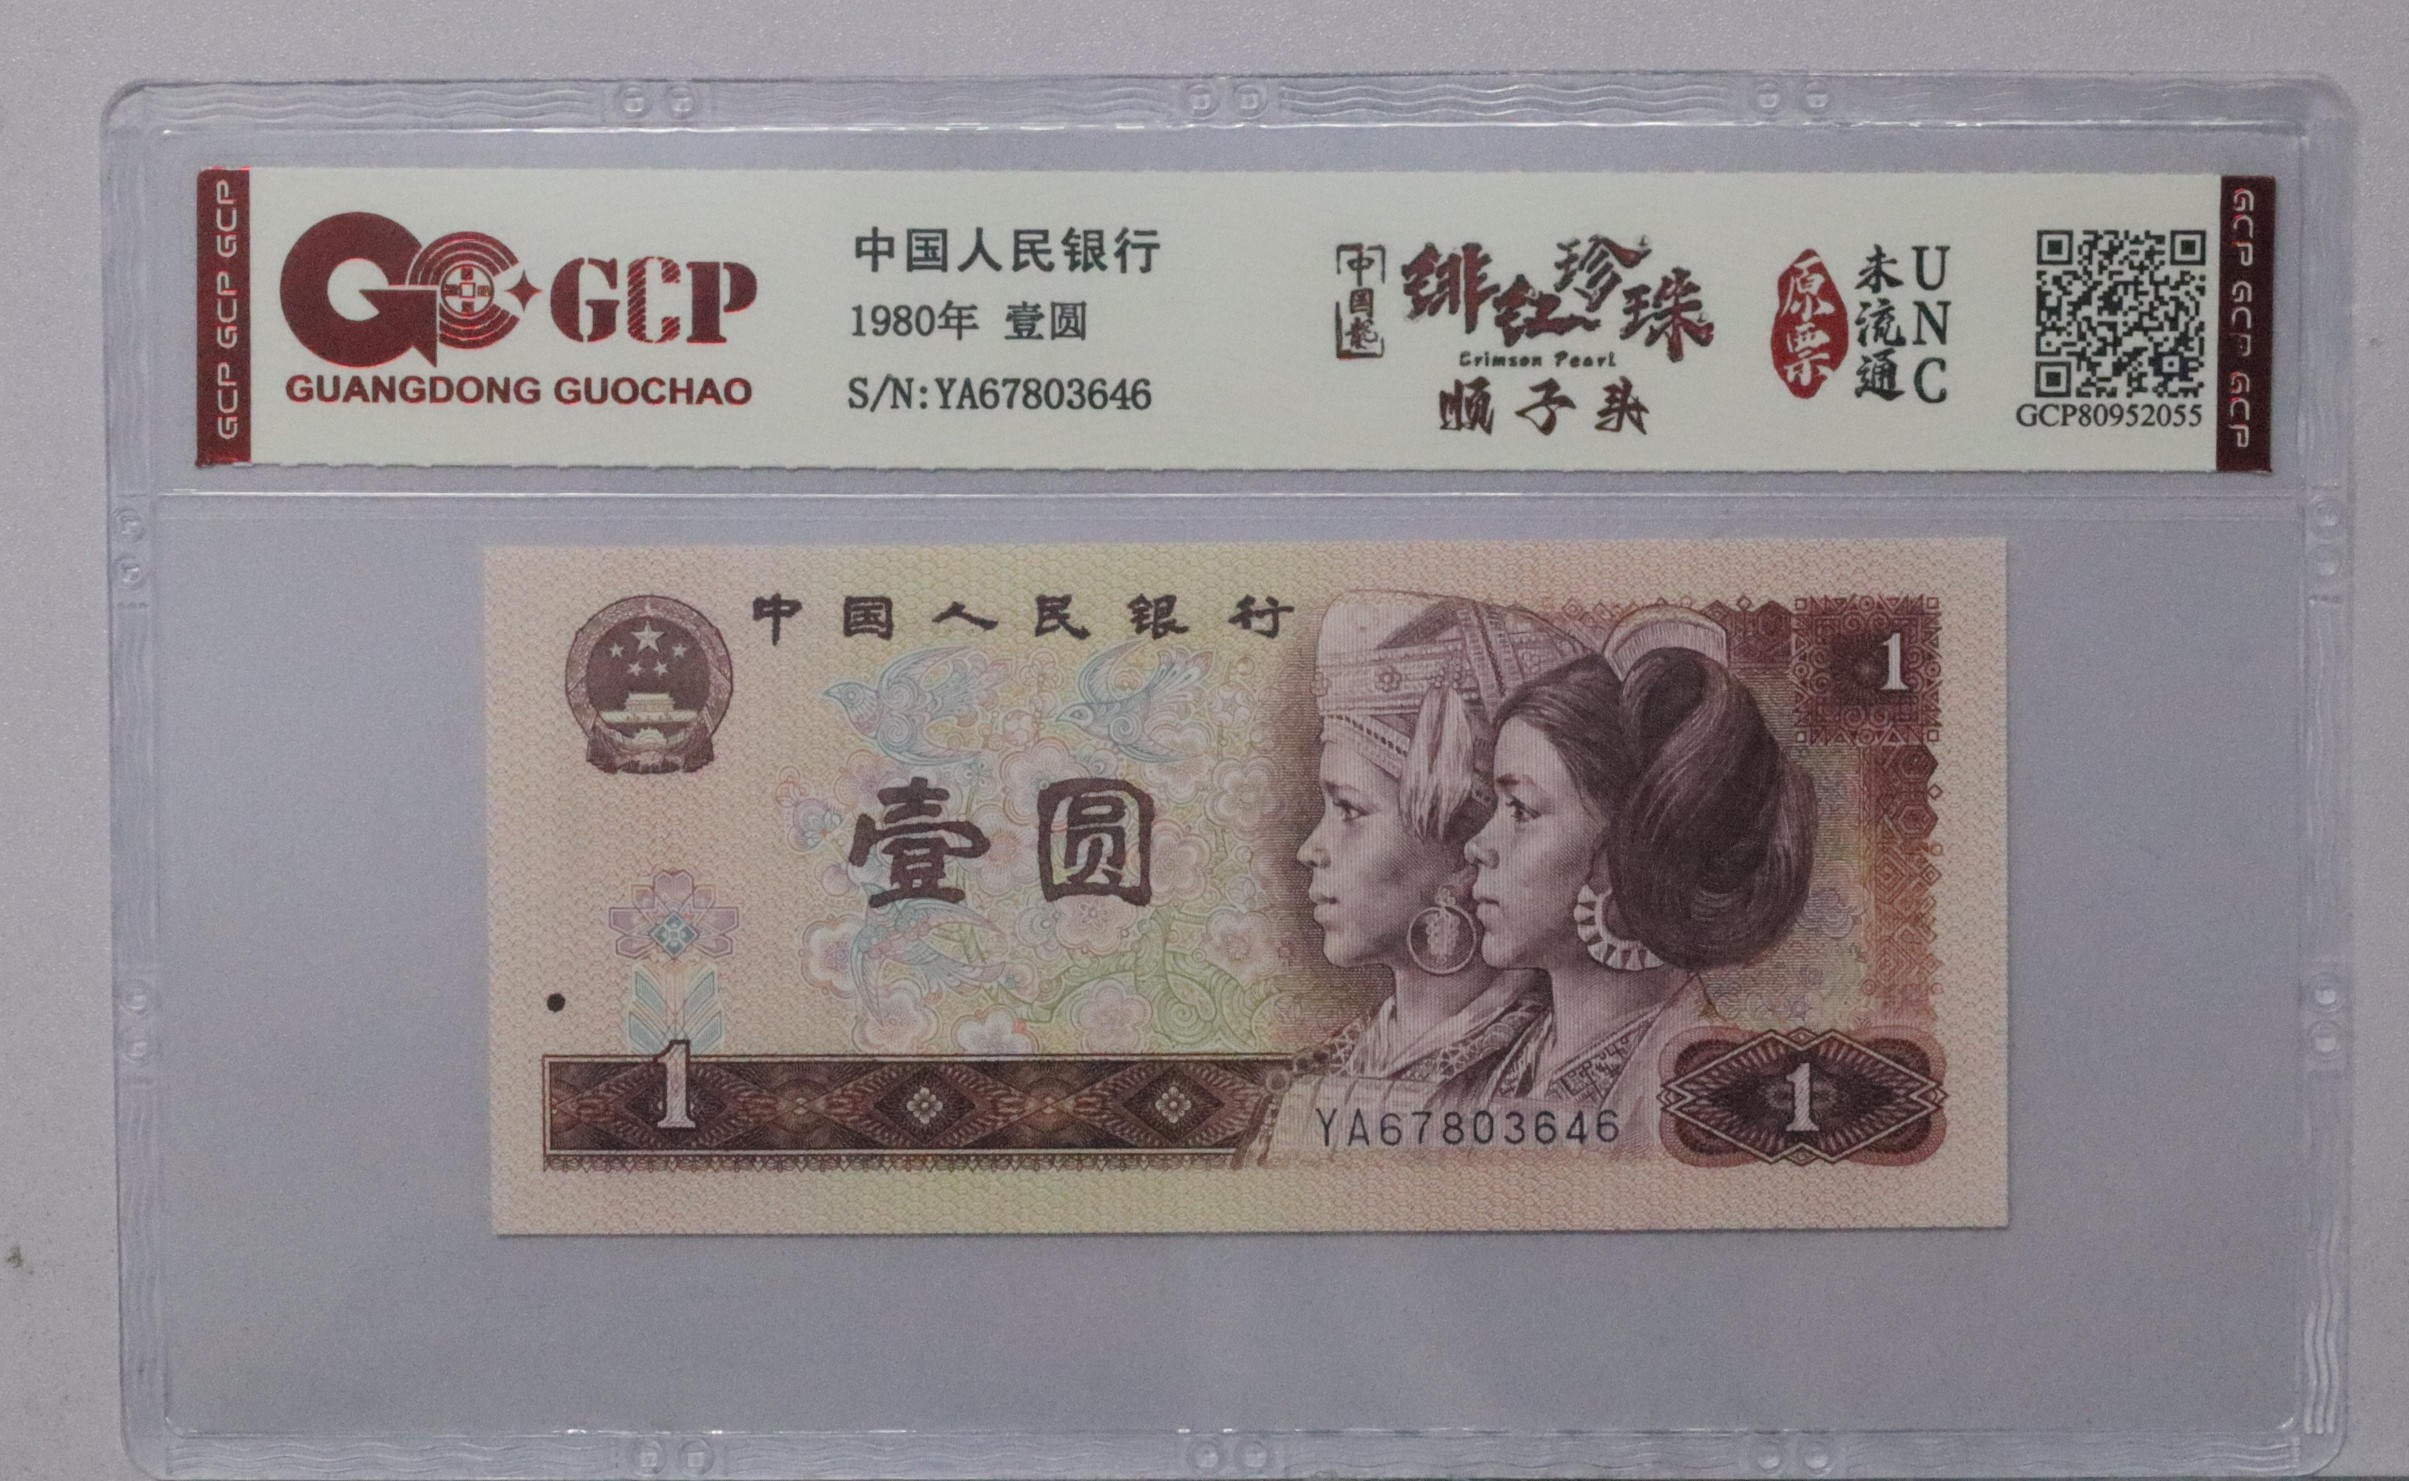 GCP GCP GCP
GCP
GUANGDONG GUOCHAO
中国人民银行
1980年 壹圆
S/N:YA67803646
中国龙
绯红珍珠
Crimson Pearl
顺子头
原票
未流通
UNC
GCP80952055
GCP GCP GCP
中国人民银行
1
壹圆
1
YA67803646
1